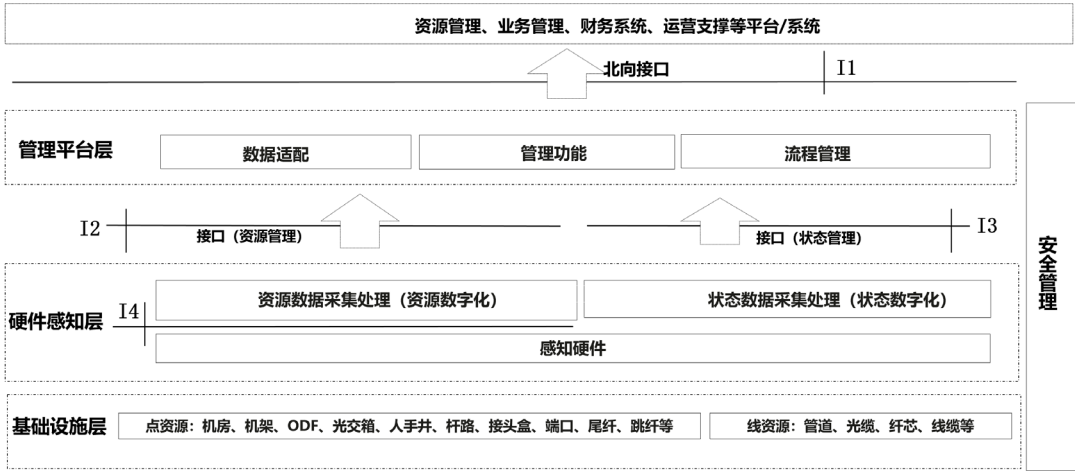 资源管理、业务管理、财务系统、运营支撑等平台/系统
北向接口
I1
管理平台层
数据适配
管理功能
流程管理
I2
接口（资源管理）
接口（状态管理）
I3
安全管理
硬件感知层
I4
资源数据采集处理（资源数字化）
状态数据采集处理（状态数字化）
感知硬件
基础设施层
点资源：机房、机架、ODF、光交箱、人手井、杆路、接头盒、端口、尾纤、跳纤等
线资源：管道、光缆、纤芯、线缆等